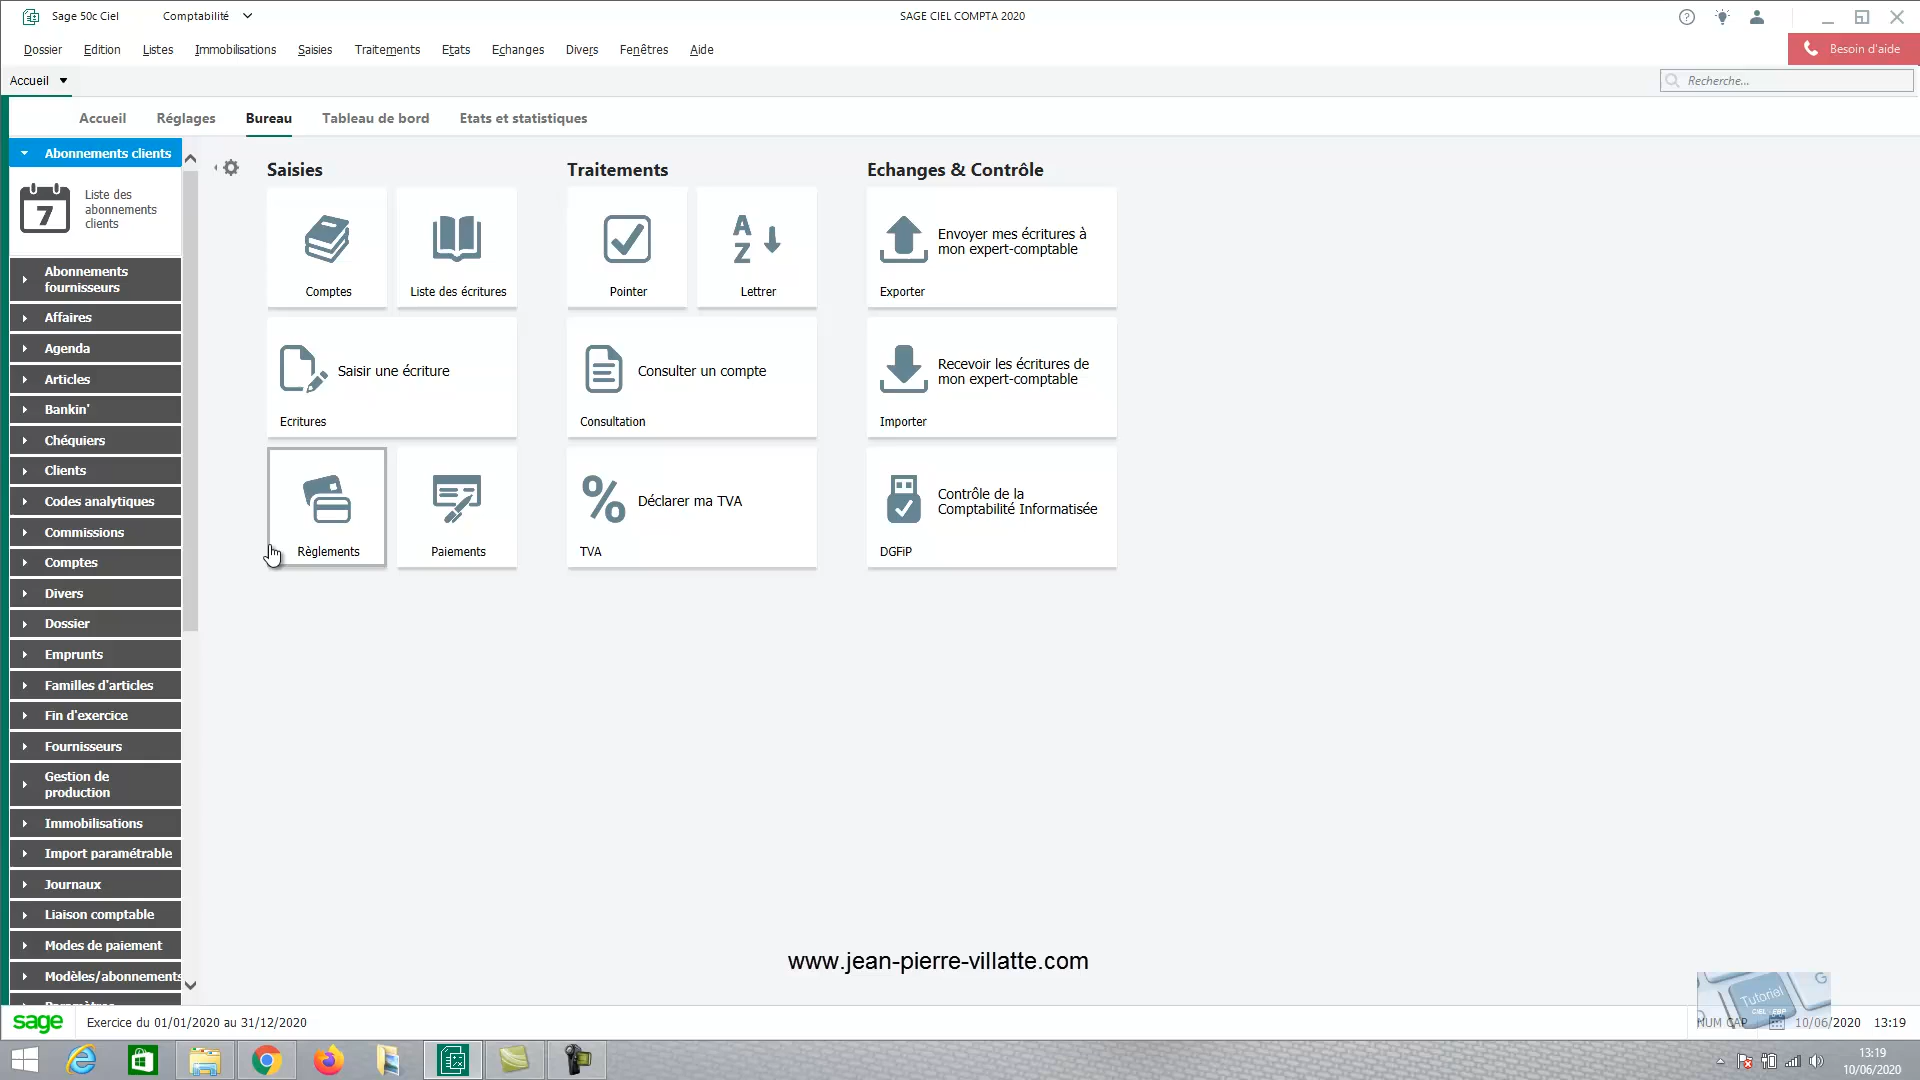 Sage 50c Ciel
Comptabilité
SAGE CIEL COMPTA 2020
Dossier Edition Listes Immobilisations Saisies Traitements Etats Echanges Divers Fenêtres Aide
Besoin d'aide
Accueil
Recherche...
Accueil Réglages Bureau Tableau de bord Etats et statistiques
Abonnements clients
7
Liste des
abonnements
clients
Abonnements
fournisseurs
Affaires
Agenda
Articles
Bankin'
Chéquiers
Clients
Codes analytiques
Commissions
Comptes
Divers
Dossier
Emprunts
Familles d'articles
Fin d'exercice
Fournisseurs
Gestion de
production
Immobilisations
Import paramétrable
Journaux
Liaison comptable
Modes de paiement
Modèles/abonnements
Saisies
Comptes
Liste des écritures
Saisir une écriture
Ecritures
Règlements
Paiements
Traitements
Pointer
A
Z
Lettrer
Consulter un compte
Consultation
%
Déclarer ma TVA
TVA
Echanges & Contrôle
Envoyer mes écritures à
mon expert-comptable
Exporter
Recevoir les écritures de
mon expert-comptable
Importer
Contrôle de la
Comptabilité Informatisée
DGFiP
www.jean-pierre-villatte.com
Tutoriel
CIEL - EBP
sage
Exercice du 01/01/2020 au 31/12/2020
NUM CAP
10/06/2020
13:19
13:19
10/06/2020